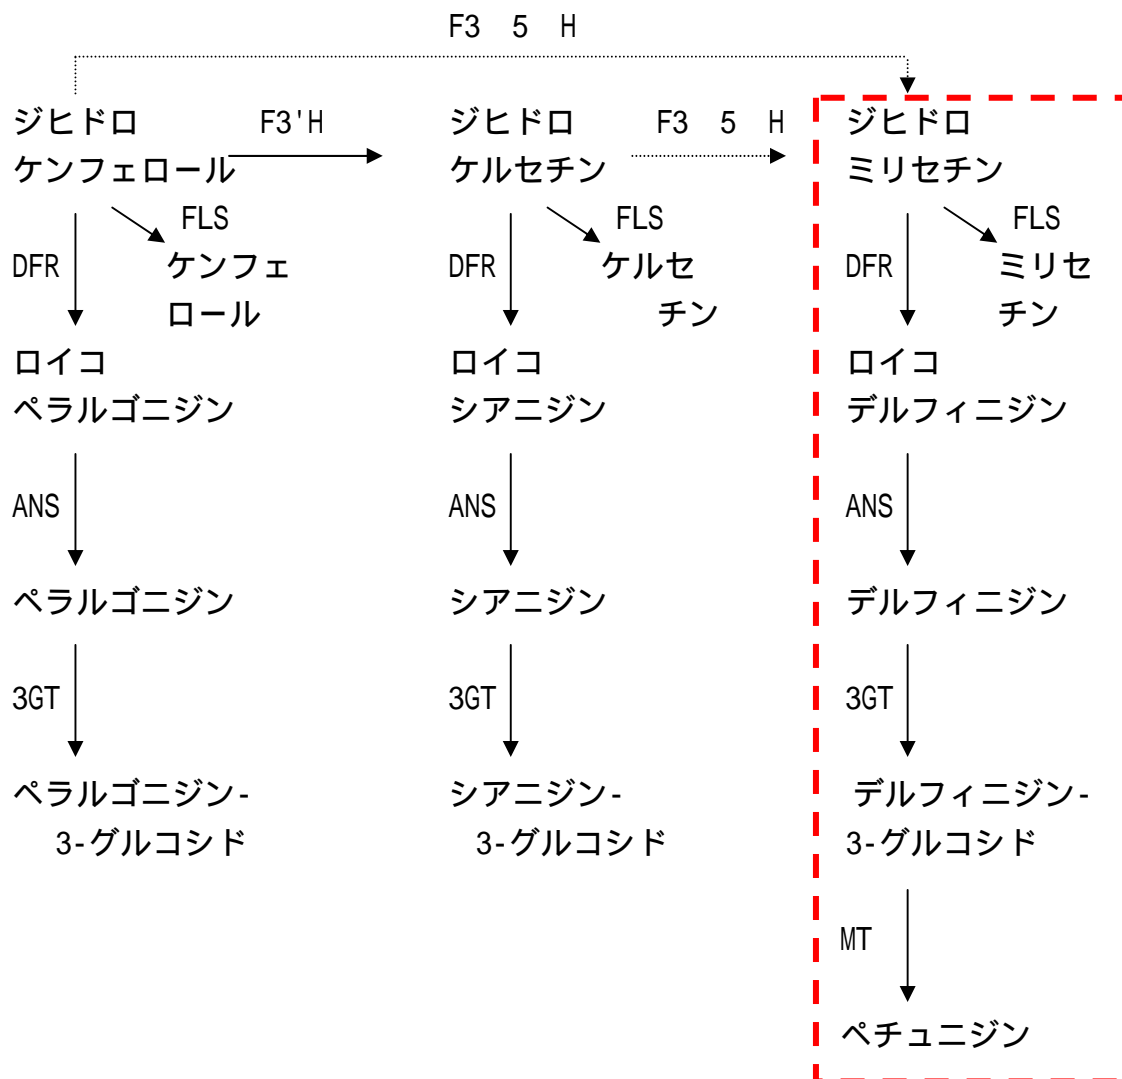 F3 5 H
ジヒドロ F3'H ジヒドロ F3 5 H ジヒドロ
ケンフェロール ケルセチン ミリセチン
FLS FLS FLS
DFR ケンフェ DFR ケルセ DFR ミリセ
ロール チン チン
ロイコ ロイコ ロイコ
ペラルゴニジン シアニジン デルフィニジン
ANS ANS ANS
ペラルゴニジン シアニジン デルフィニジン
3GT 3GT 3GT
ペラルゴニジン- シアニジン- デルフィニジン-
3-グルコシド 3-グルコシド 3-グルコシド
MT
ペチュニジン